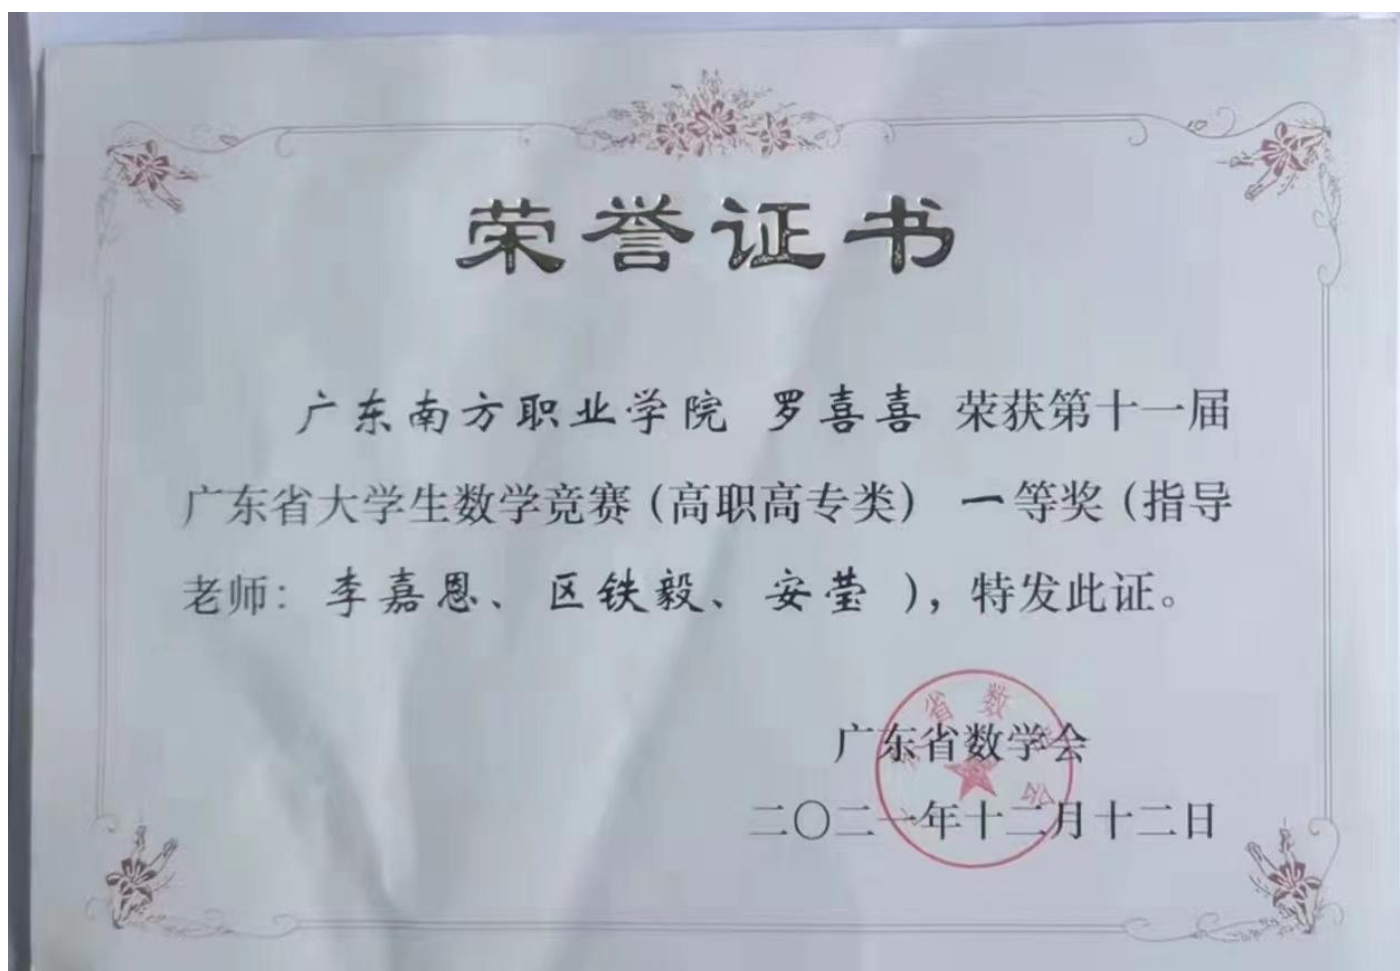 荣誉证书
广东南方职业学院 罗喜喜 荣获第十一届
广东省大学生数学竞赛(高职高专类) 一等奖(指导
老师: 李嘉恩、区铁毅、安莹 ),特发此证。
广东省数学会
二〇二一年十二月十二日